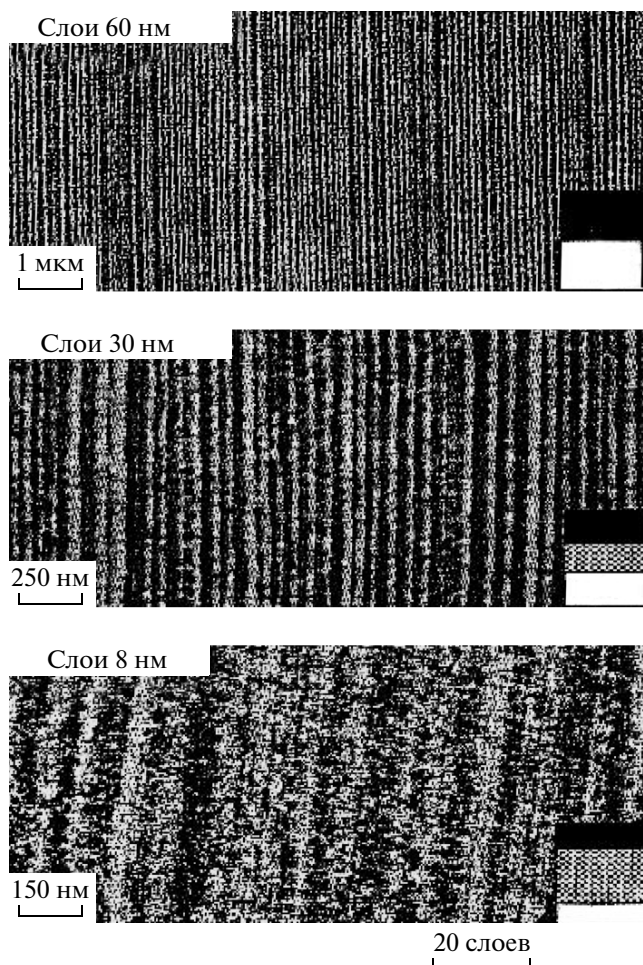 Слои 60 нм
1 мкм
Слои 30 нм
250 нм
Слои 8 нм
150 нм
20 слоев